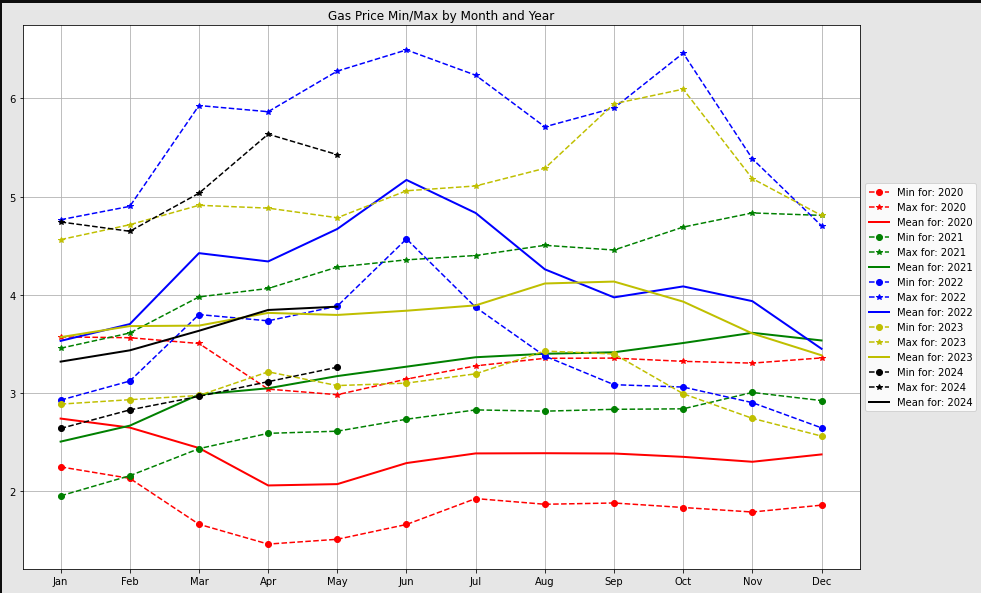 Gas Price Min/Max by Month and Year
6
5
4
3
2
Jan Feb Mar Apr May Jun Jul Aug Sep Oct Nov Dec
Min for: 2020
Max for: 2020
Mean for: 2020
Min for: 2021
Max for: 2021
Mean for: 2021
Min for: 2022
Max for: 2022
Mean for: 2022
Min for: 2023
Max for: 2023
Mean for: 2023
Min for: 2024
Max for: 2024
Mean for: 2024